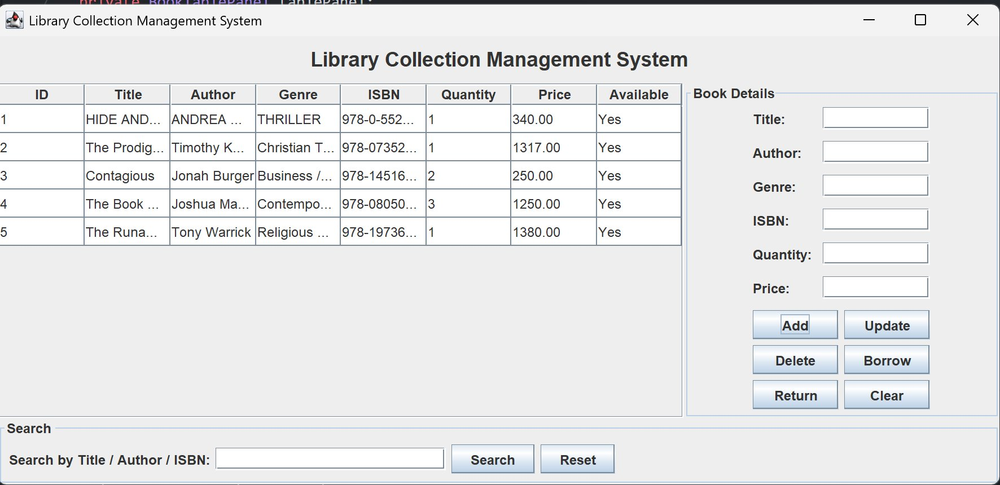 private BookTablePanel tablePanel;
Library Collection Management System
Library Collection Management System
ID Title Author Genre ISBN Quantity Price Available
1 HIDE AND... ANDREA ... THRILLER 978-0-552... 1 340.00 Yes
2 The Prodig... Timothy K... Christian T... 978-07352... 1 1317.00 Yes
3 Contagious Jonah Burger Business /... 978-14516... 2 250.00 Yes
4 The Book ... Joshua Ma... Contempo... 978-08050... 3 1250.00 Yes
5 The Runa... Tony Warrick Religious ... 978-19736... 1 1380.00 Yes
Book Details
Title:
Author:
Genre:
ISBN:
Quantity:
Price:
Add Update
Delete Borrow
Return Clear
Search
Search by Title / Author / ISBN: Search Reset